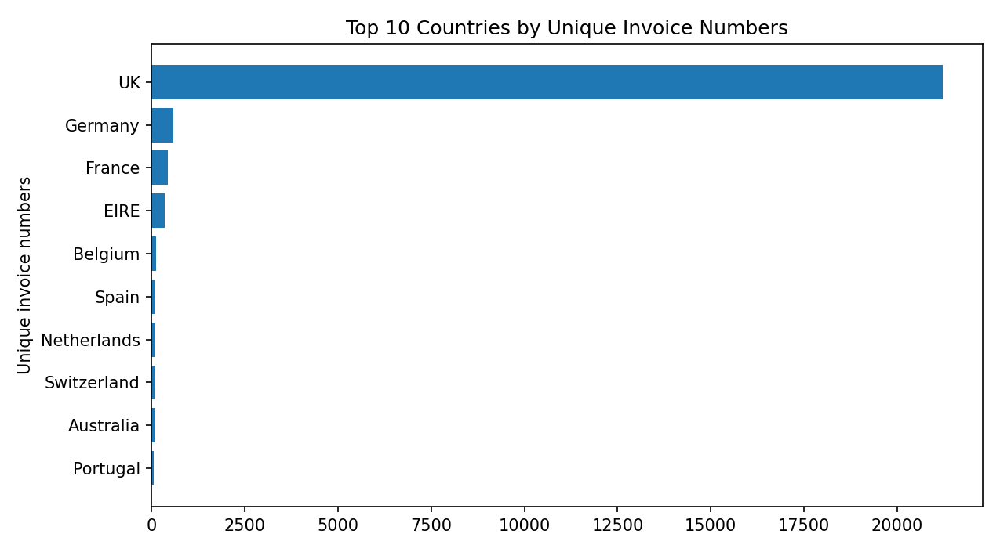 Top 10 Countries by Unique Invoice Numbers
Unique invoice numbers
UK
Germany
France
EIRE
Belgium
Spain
Netherlands
Switzerland
Australia
Portugal
0 2500 5000 7500 10000 12500 15000 17500 20000